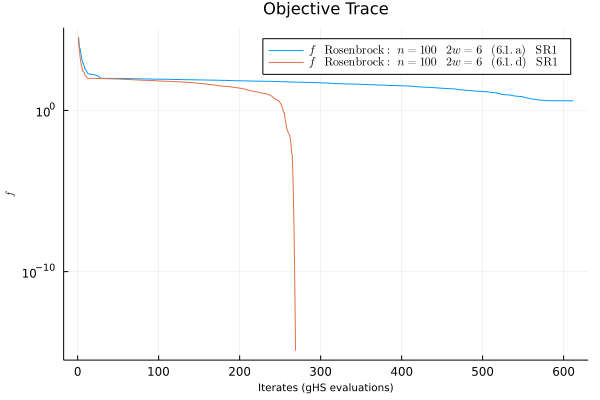 Objective Trace
f Rosenbrock: n = 100 2w = 6 (6.1.a) SR1
f Rosenbrock: n = 100 2w = 6 (6.1.d) SR1
10^0
f
10^-10
0 100 200 300 400 500 600
Iterates (gHS evaluations)